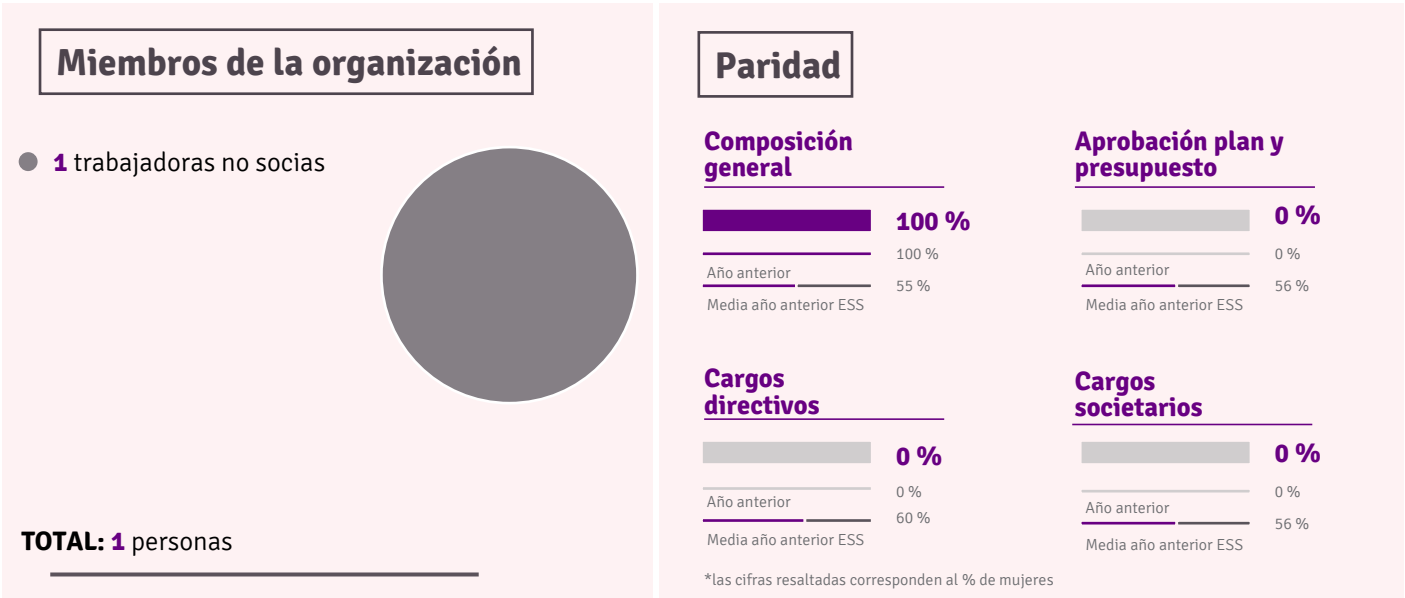 Miembros de la organización
1 trabajadoras no socias
TOTAL: 1 personas
Paridad
Composición
general
100 %
100 %
Año anterior
55 %
Media año anterior ESS
Aprobación plan y
presupuesto
0 %
0 %
Año anterior
56 %
Media año anterior ESS
Cargos
directivos
0 %
0 %
Año anterior
60 %
Media año anterior ESS
Cargos
societarios
0 %
0 %
Año anterior
56 %
Media año anterior ESS
*las cifras resaltadas corresponden al % de mujeres